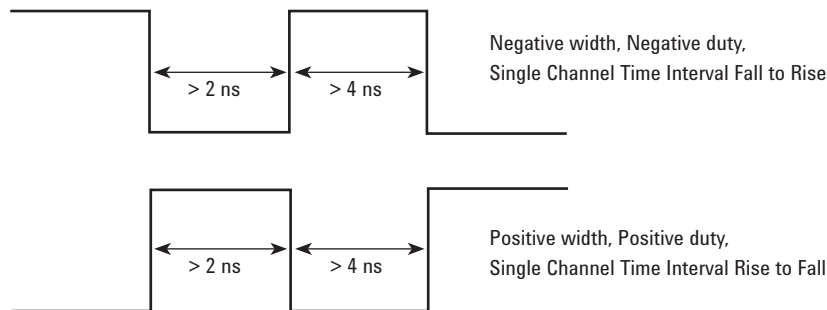 Negative width, Negative duty,
Single Channel Time Interval Fall to Rise
> 2 ns
> 4 ns
Positive width, Positive duty,
Single Channel Time Interval Rise to Fall
> 2 ns
> 4 ns